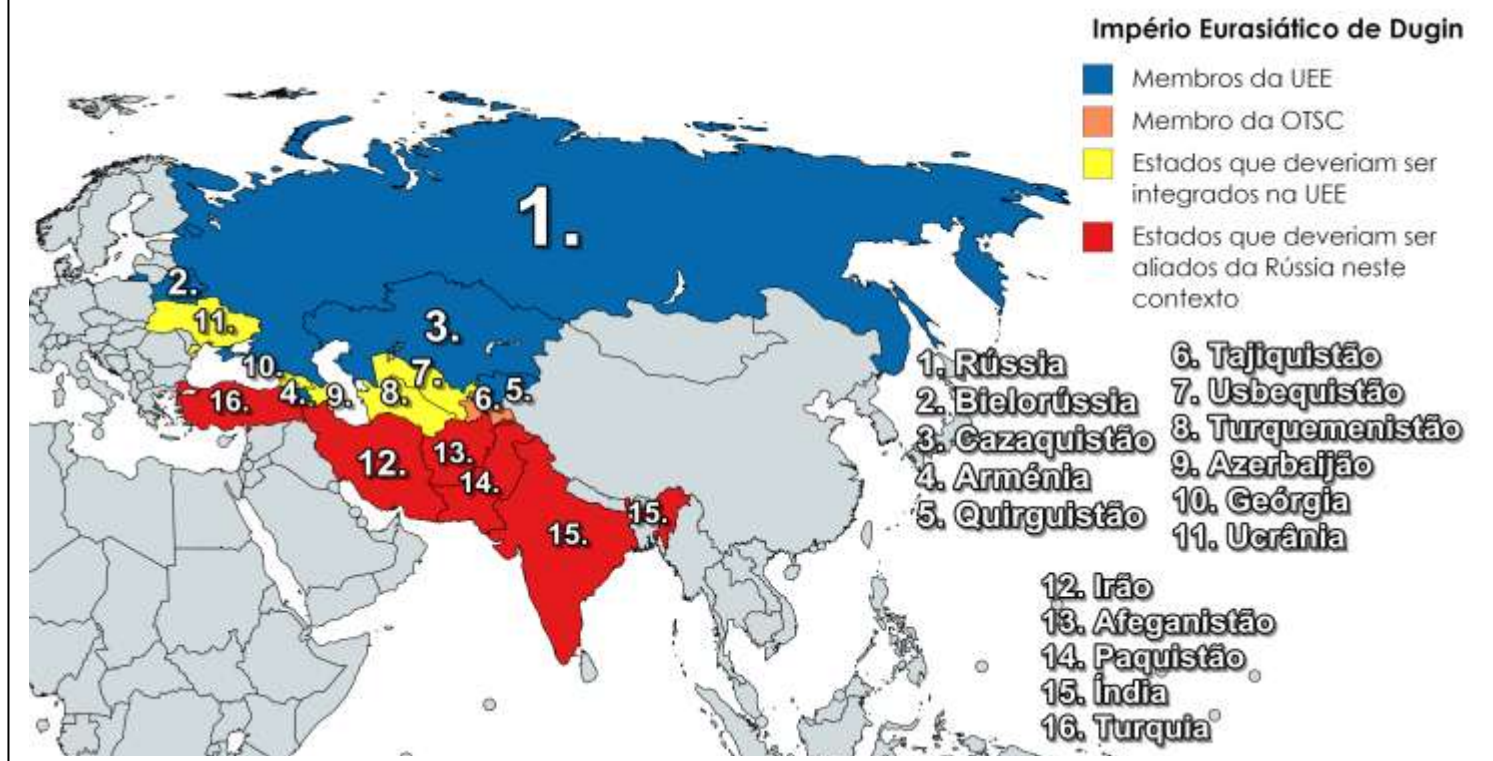 Império Eurasiático de Dugin
Membros da UEE
Membro da OTSC
Estados que deveriam ser
integrados na UEE
Estados que deveriam ser
aliados da Rússia neste
contexto
1.
2.
3.
11.
10.
4.
9.
7.
8.
6.
5.
16.
12.
13.
14.
15.
15.
1. Rússia
2. Bielorússia
3. Cazaquistão
4. Arménia
5. Quirguistão
6. Tajiquistão
7. Usbequistão
8. Turquemenistão
9. Azerbaijão
10. Geórgia
11. Ucrânia
12. Irão
13. Afeganistão
14. Paquistão
15. Índia
16. Turquia